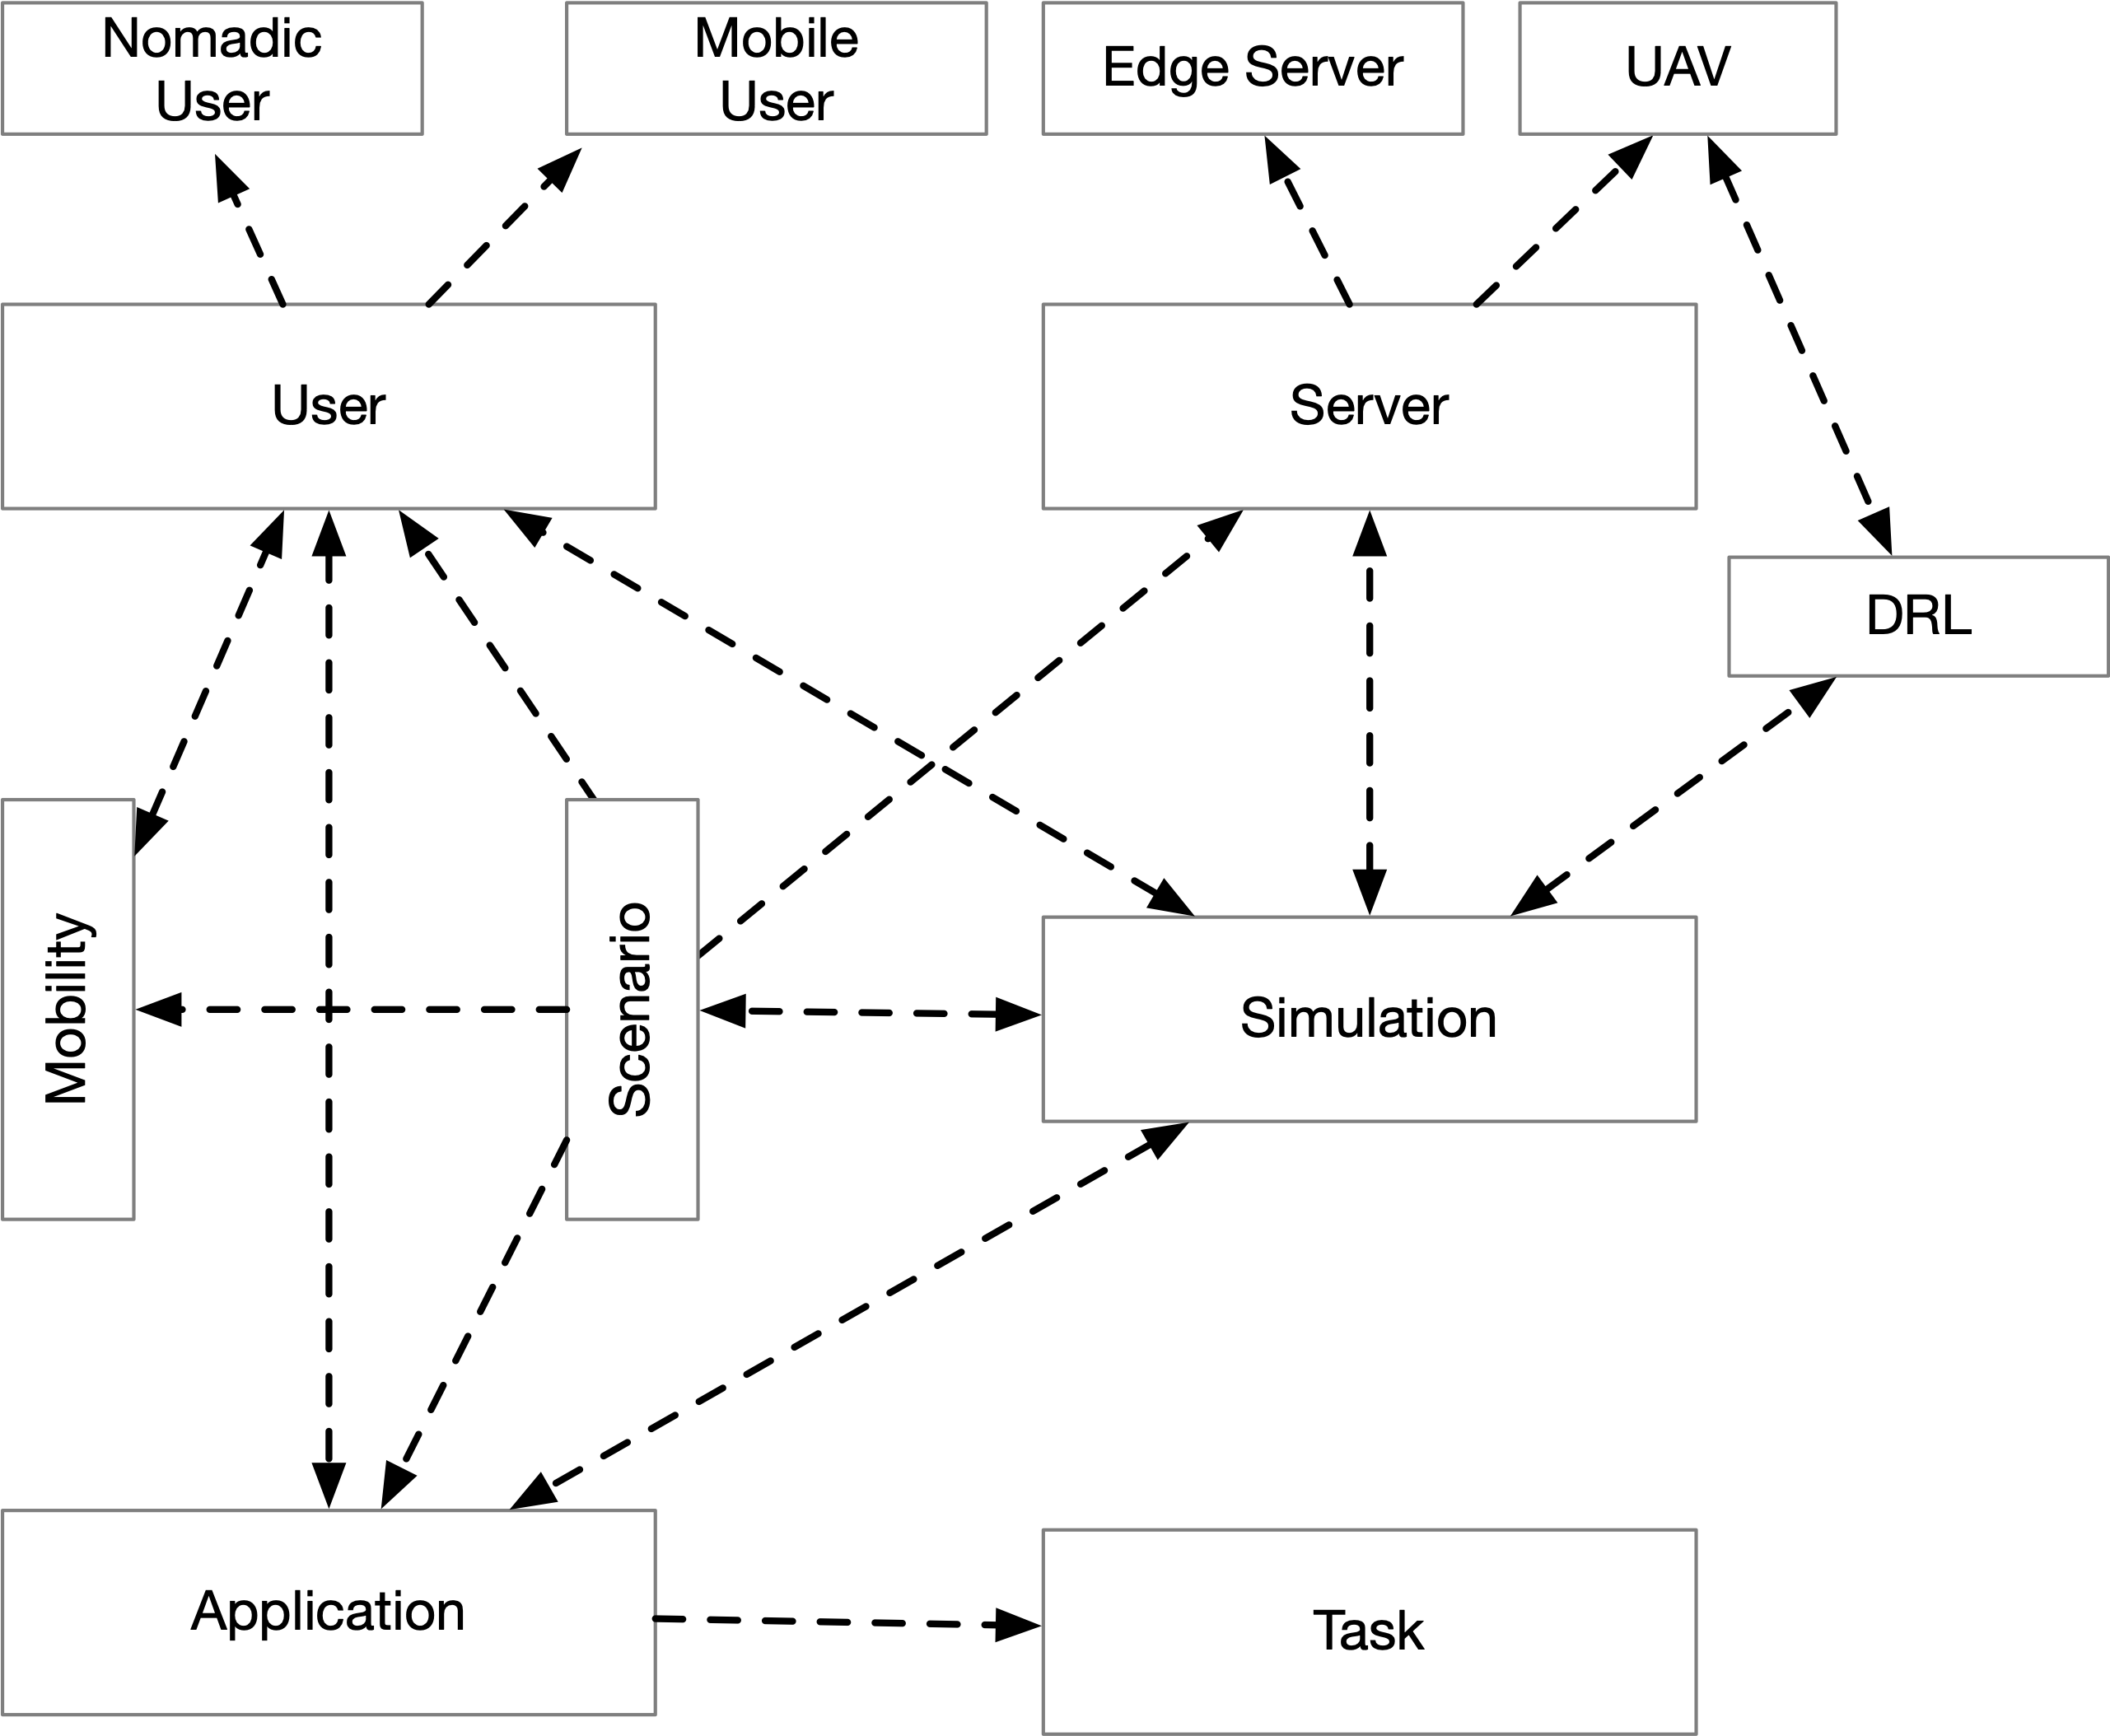 Nomadic
User
Mobile
User
Edge Server
UAV
User
Server
DRL
Mobility
Scenario
Simulation
Application
Task